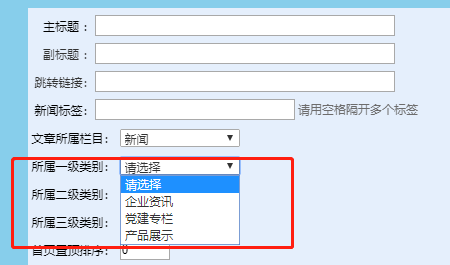 主标题：
副标题：
跳转链接：
新闻标签： 请用空格隔开多个标签
文章所属栏目： 新闻
所属一级类别： 请选择
请选择
所属二级类别： 企业资讯
党建专栏
所属三级类别： 产品展示
首页置顶排序： 0